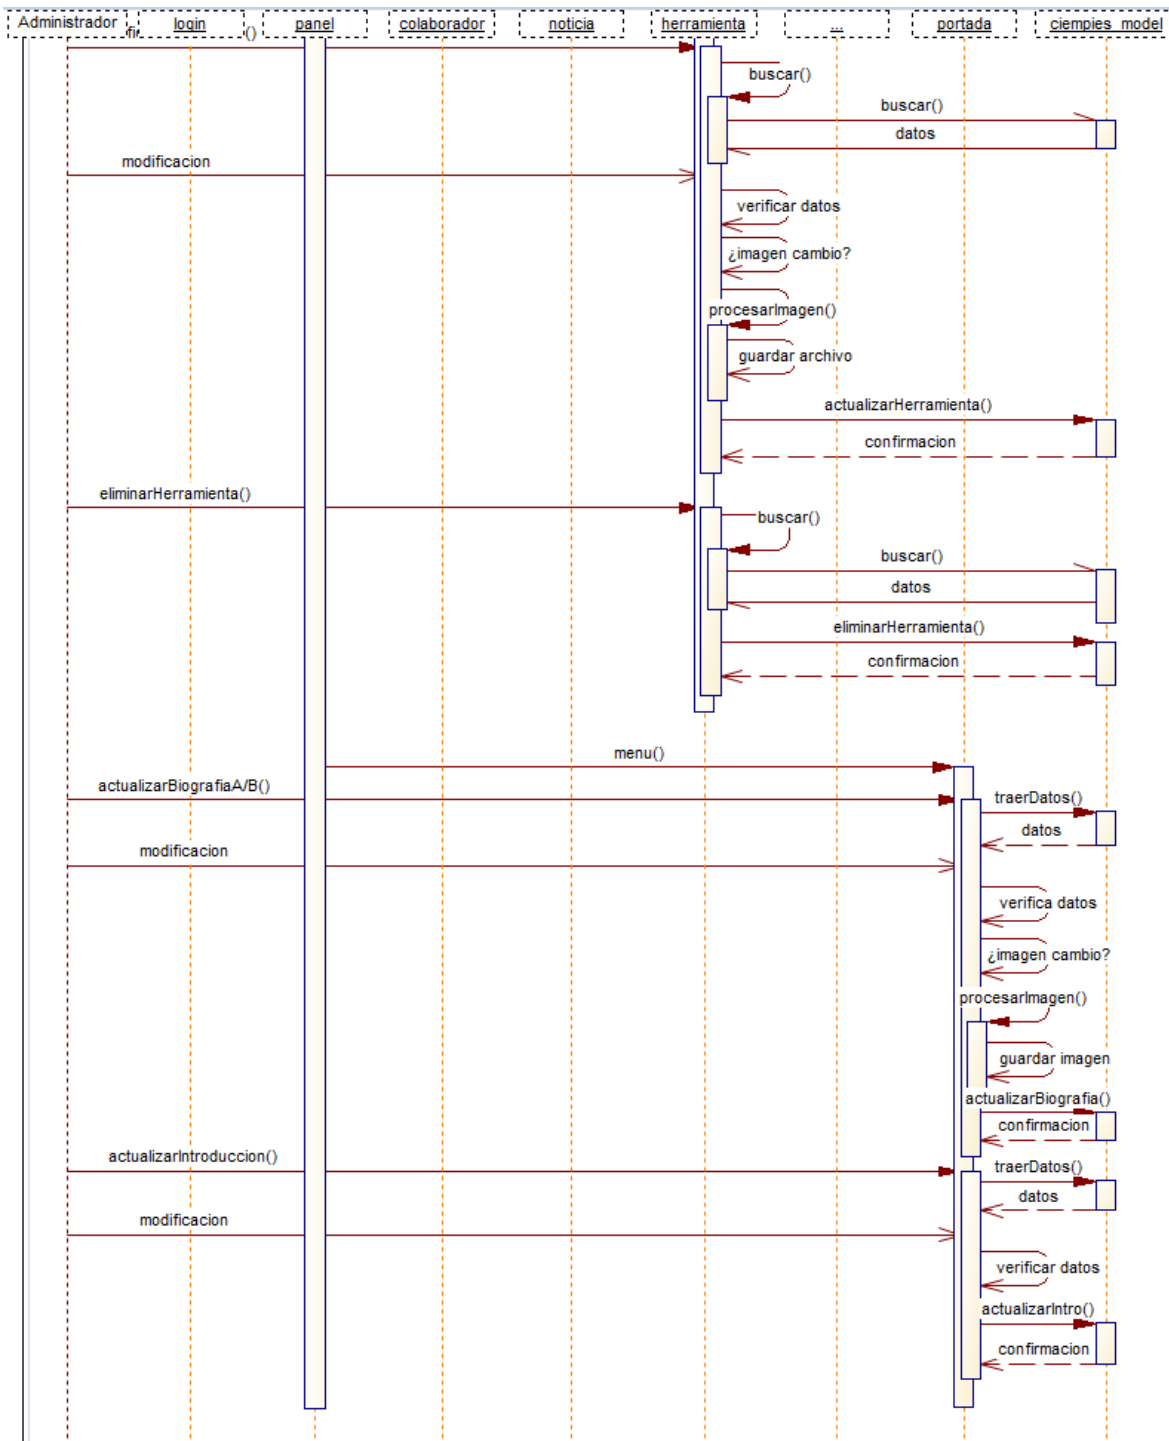 Administrador login panel colaborador noticia herramienta ... portada ciempies_model
()
buscar()
buscar()
datos
modificacion
verificar datos
¿imagen cambio?
procesarImagen()
guardar archivo
actualizarHerramienta()
confirmacion
eliminarHerramienta()
buscar()
buscar()
datos
eliminarHerramienta()
confirmacion
menu()
actualizarBiografiaA/B()
traerDatos()
datos
modificacion
verifica datos
¿imagen cambio?
procesarImagen()
guardar imagen
actualizarBiografia()
confirmacion
actualizarIntroduccion()
traerDatos()
datos
modificacion
verificar datos
actualizarIntro()
confirmacion